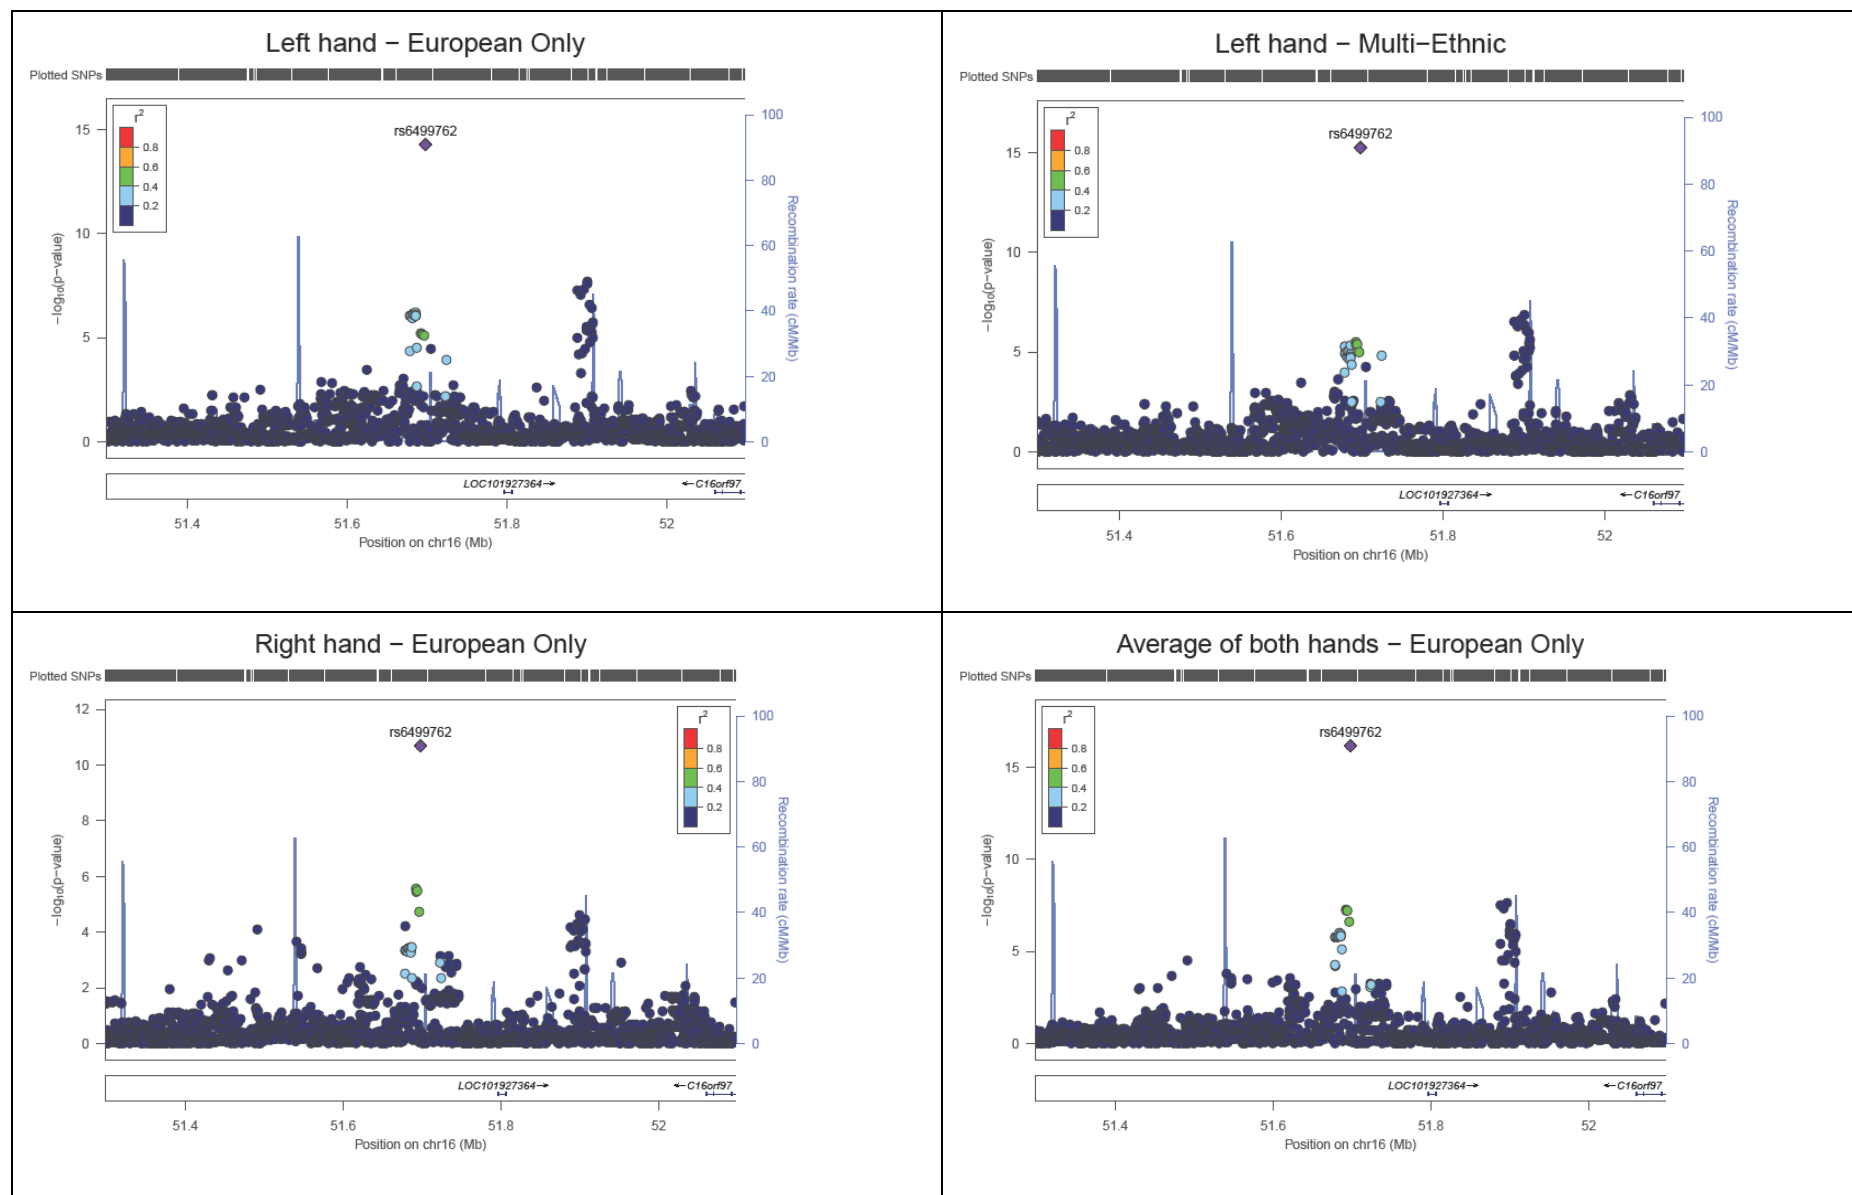 Left hand − European Only
Plotted SNPs
r2
0.8
0.6
0.4
0.2
rs6499762
15
10
5
0
−log10(p−value)
100
80
60
40
20
0
Recombination rate (cM/Mb)
LOC101927364→
←C16orf97
51.4 51.6 51.8 52
Position on chr16 (Mb)
Left hand − Multi−Ethnic
Plotted SNPs
r2
0.8
0.6
0.4
0.2
rs6499762
15
10
5
0
−log10(p−value)
100
80
60
40
20
0
Recombination rate (cM/Mb)
LOC101927364→
←C16orf97
51.4 51.6 51.8 52
Position on chr16 (Mb)
Right hand − European Only
Plotted SNPs
rs6499762
r2
0.8
0.6
0.4
0.2
12
10
8
6
4
2
0
−log10(p−value)
100
80
60
40
20
0
Recombination rate (cM/Mb)
LOC101927364→
←C16orf97
51.4 51.6 51.8 52
Position on chr16 (Mb)
Average of both hands − European Only
Plotted SNPs
r2
0.8
0.6
0.4
0.2
rs6499762
15
10
5
0
−log10(p−value)
100
80
60
40
20
0
Recombination rate (cM/Mb)
LOC101927364→
←C16orf97
51.4 51.6 51.8 52
Position on chr16 (Mb)